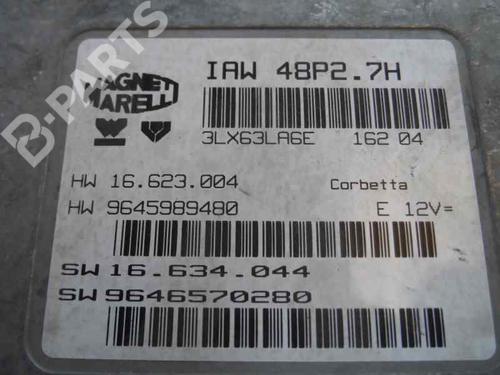 B-PARTS
MAGNETI MARELLI
IAW 48P2.7H
3LX63LA6E 162 04
HW 16.623.004 Corbetta
HW 9645989480 E 12V=
SW 16.634.044
SW 9646570280